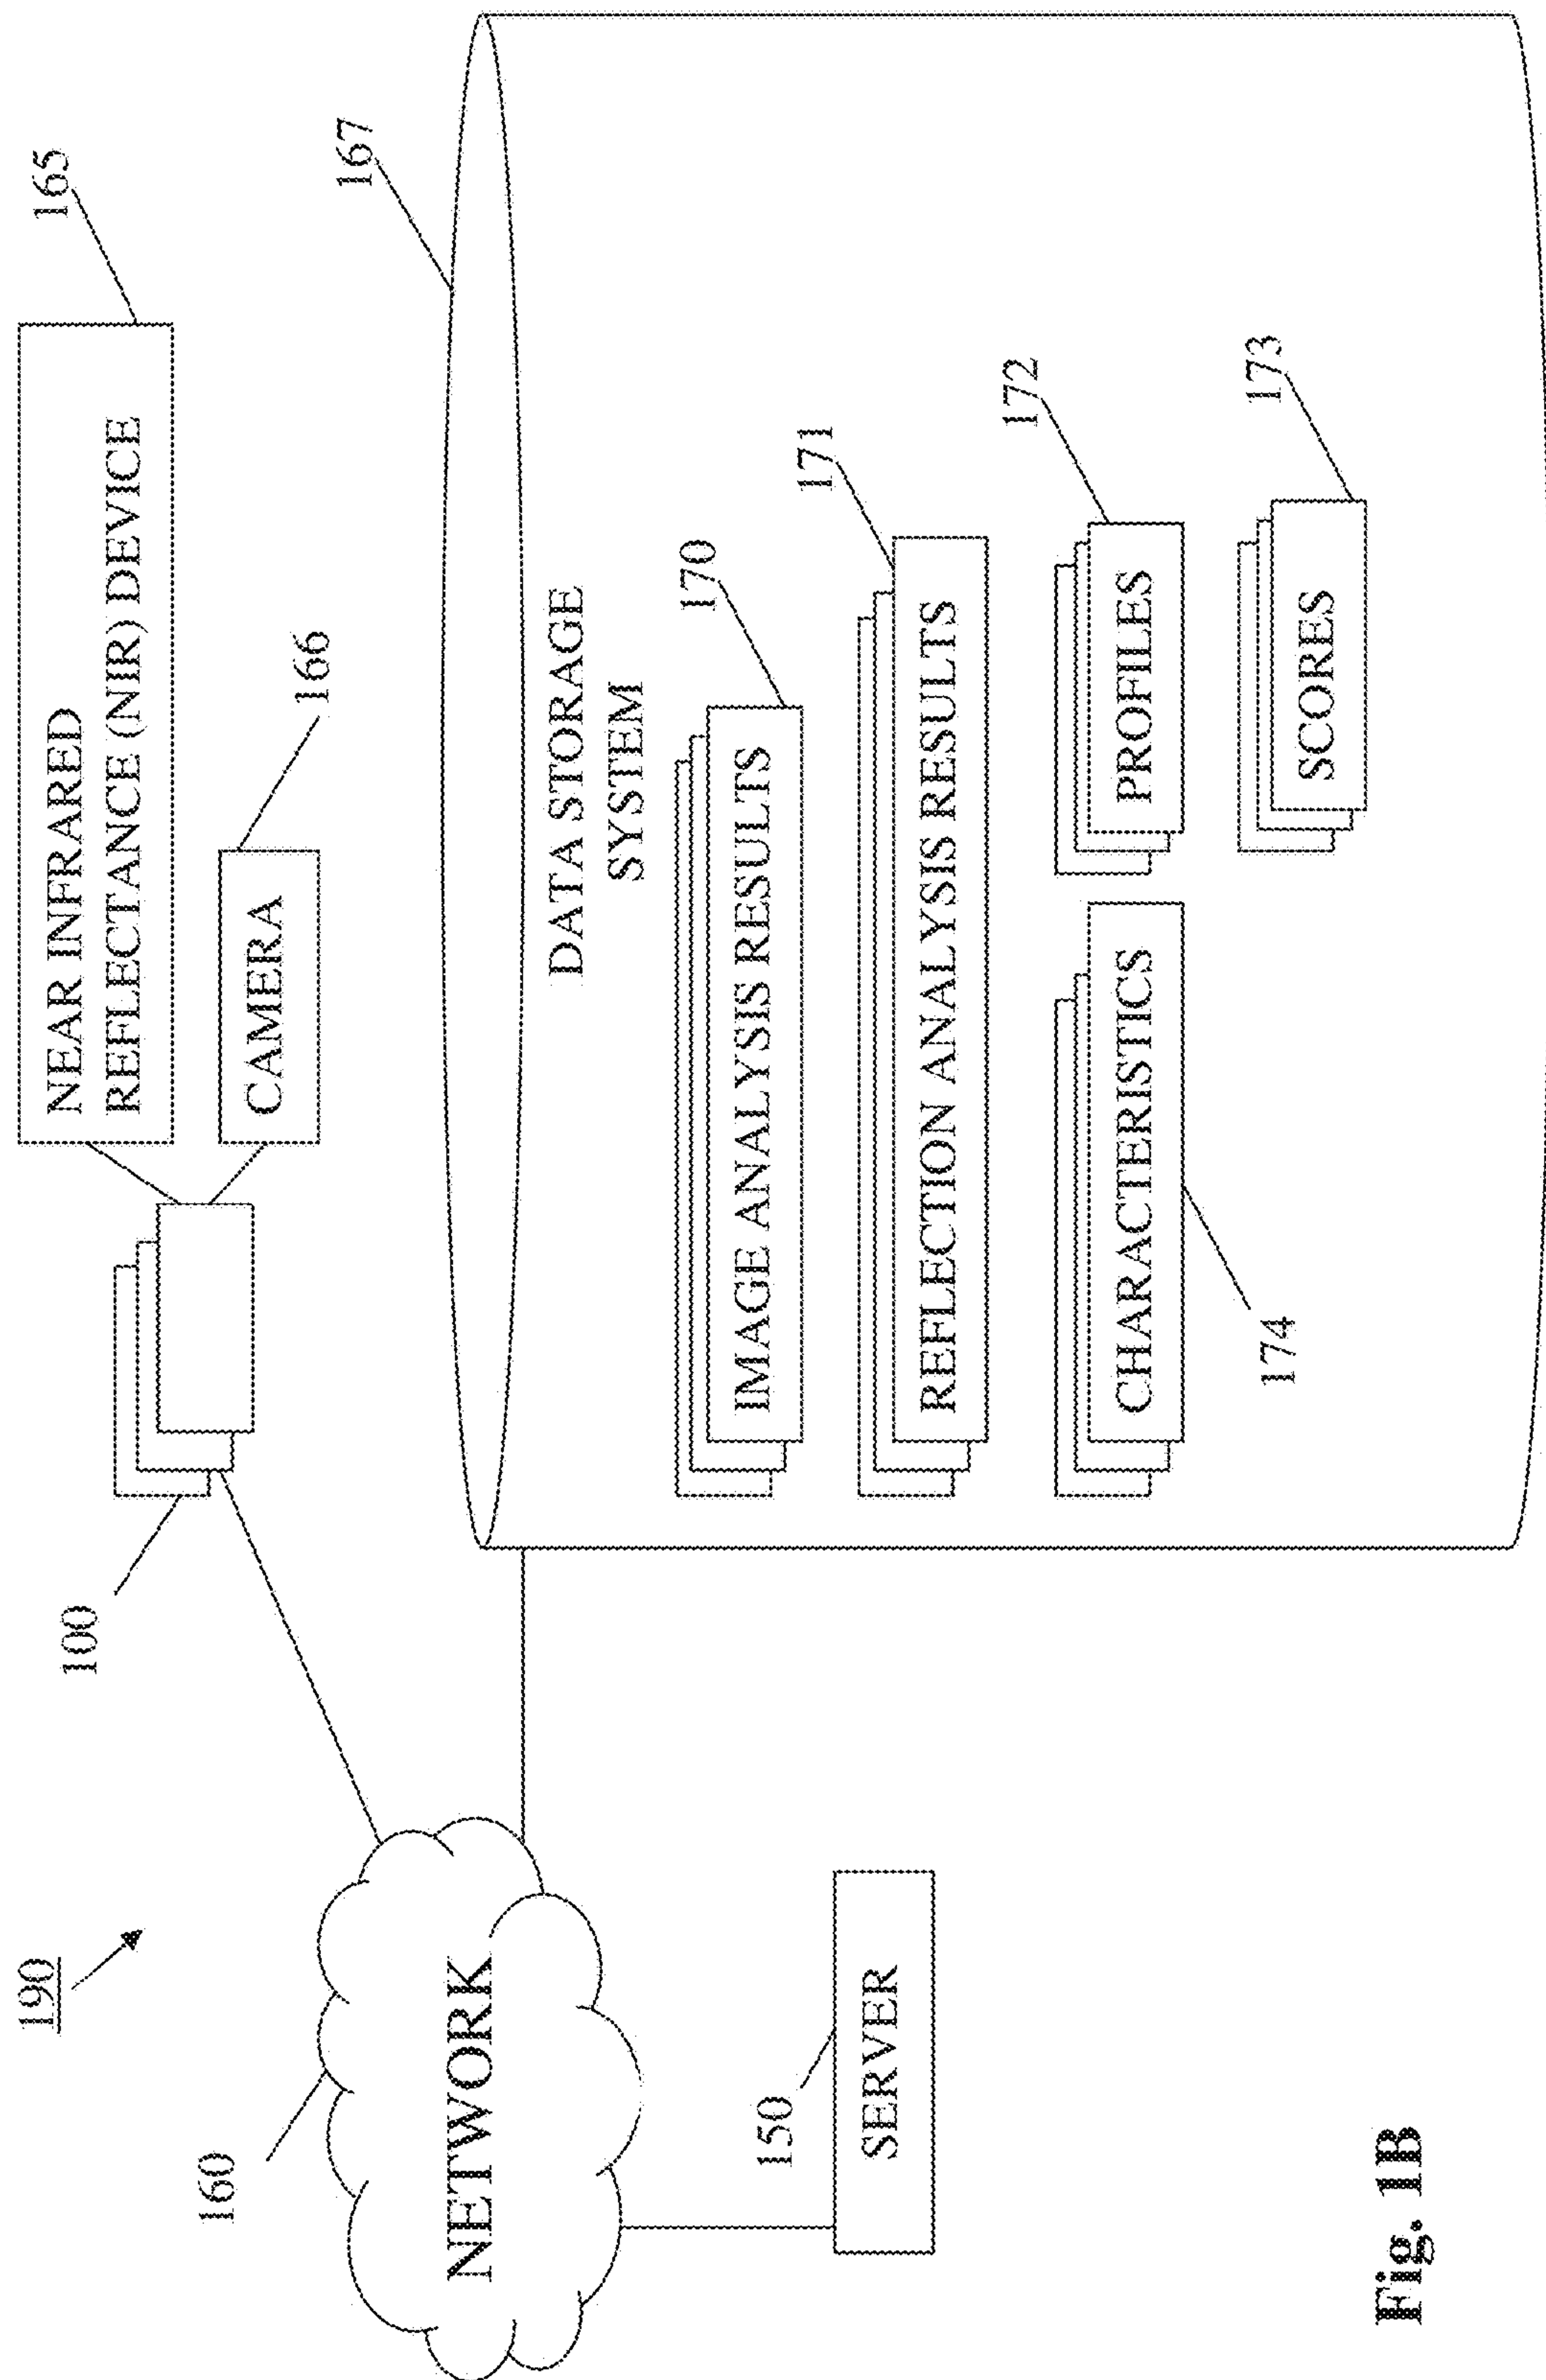 190
100
NEAR INFRARED
REFLECTANCE (NIR) DEVICE
165
CAMERA
166
160
NETWORK
167
DATA STORAGE
SYSTEM
IMAGE ANALYSIS RESULTS
170
150
SERVER
REFLECTION ANALYSIS RESULTS
171
CHARACTERISTICS
174
PROFILES
172
SCORES
173
Fig. 1B